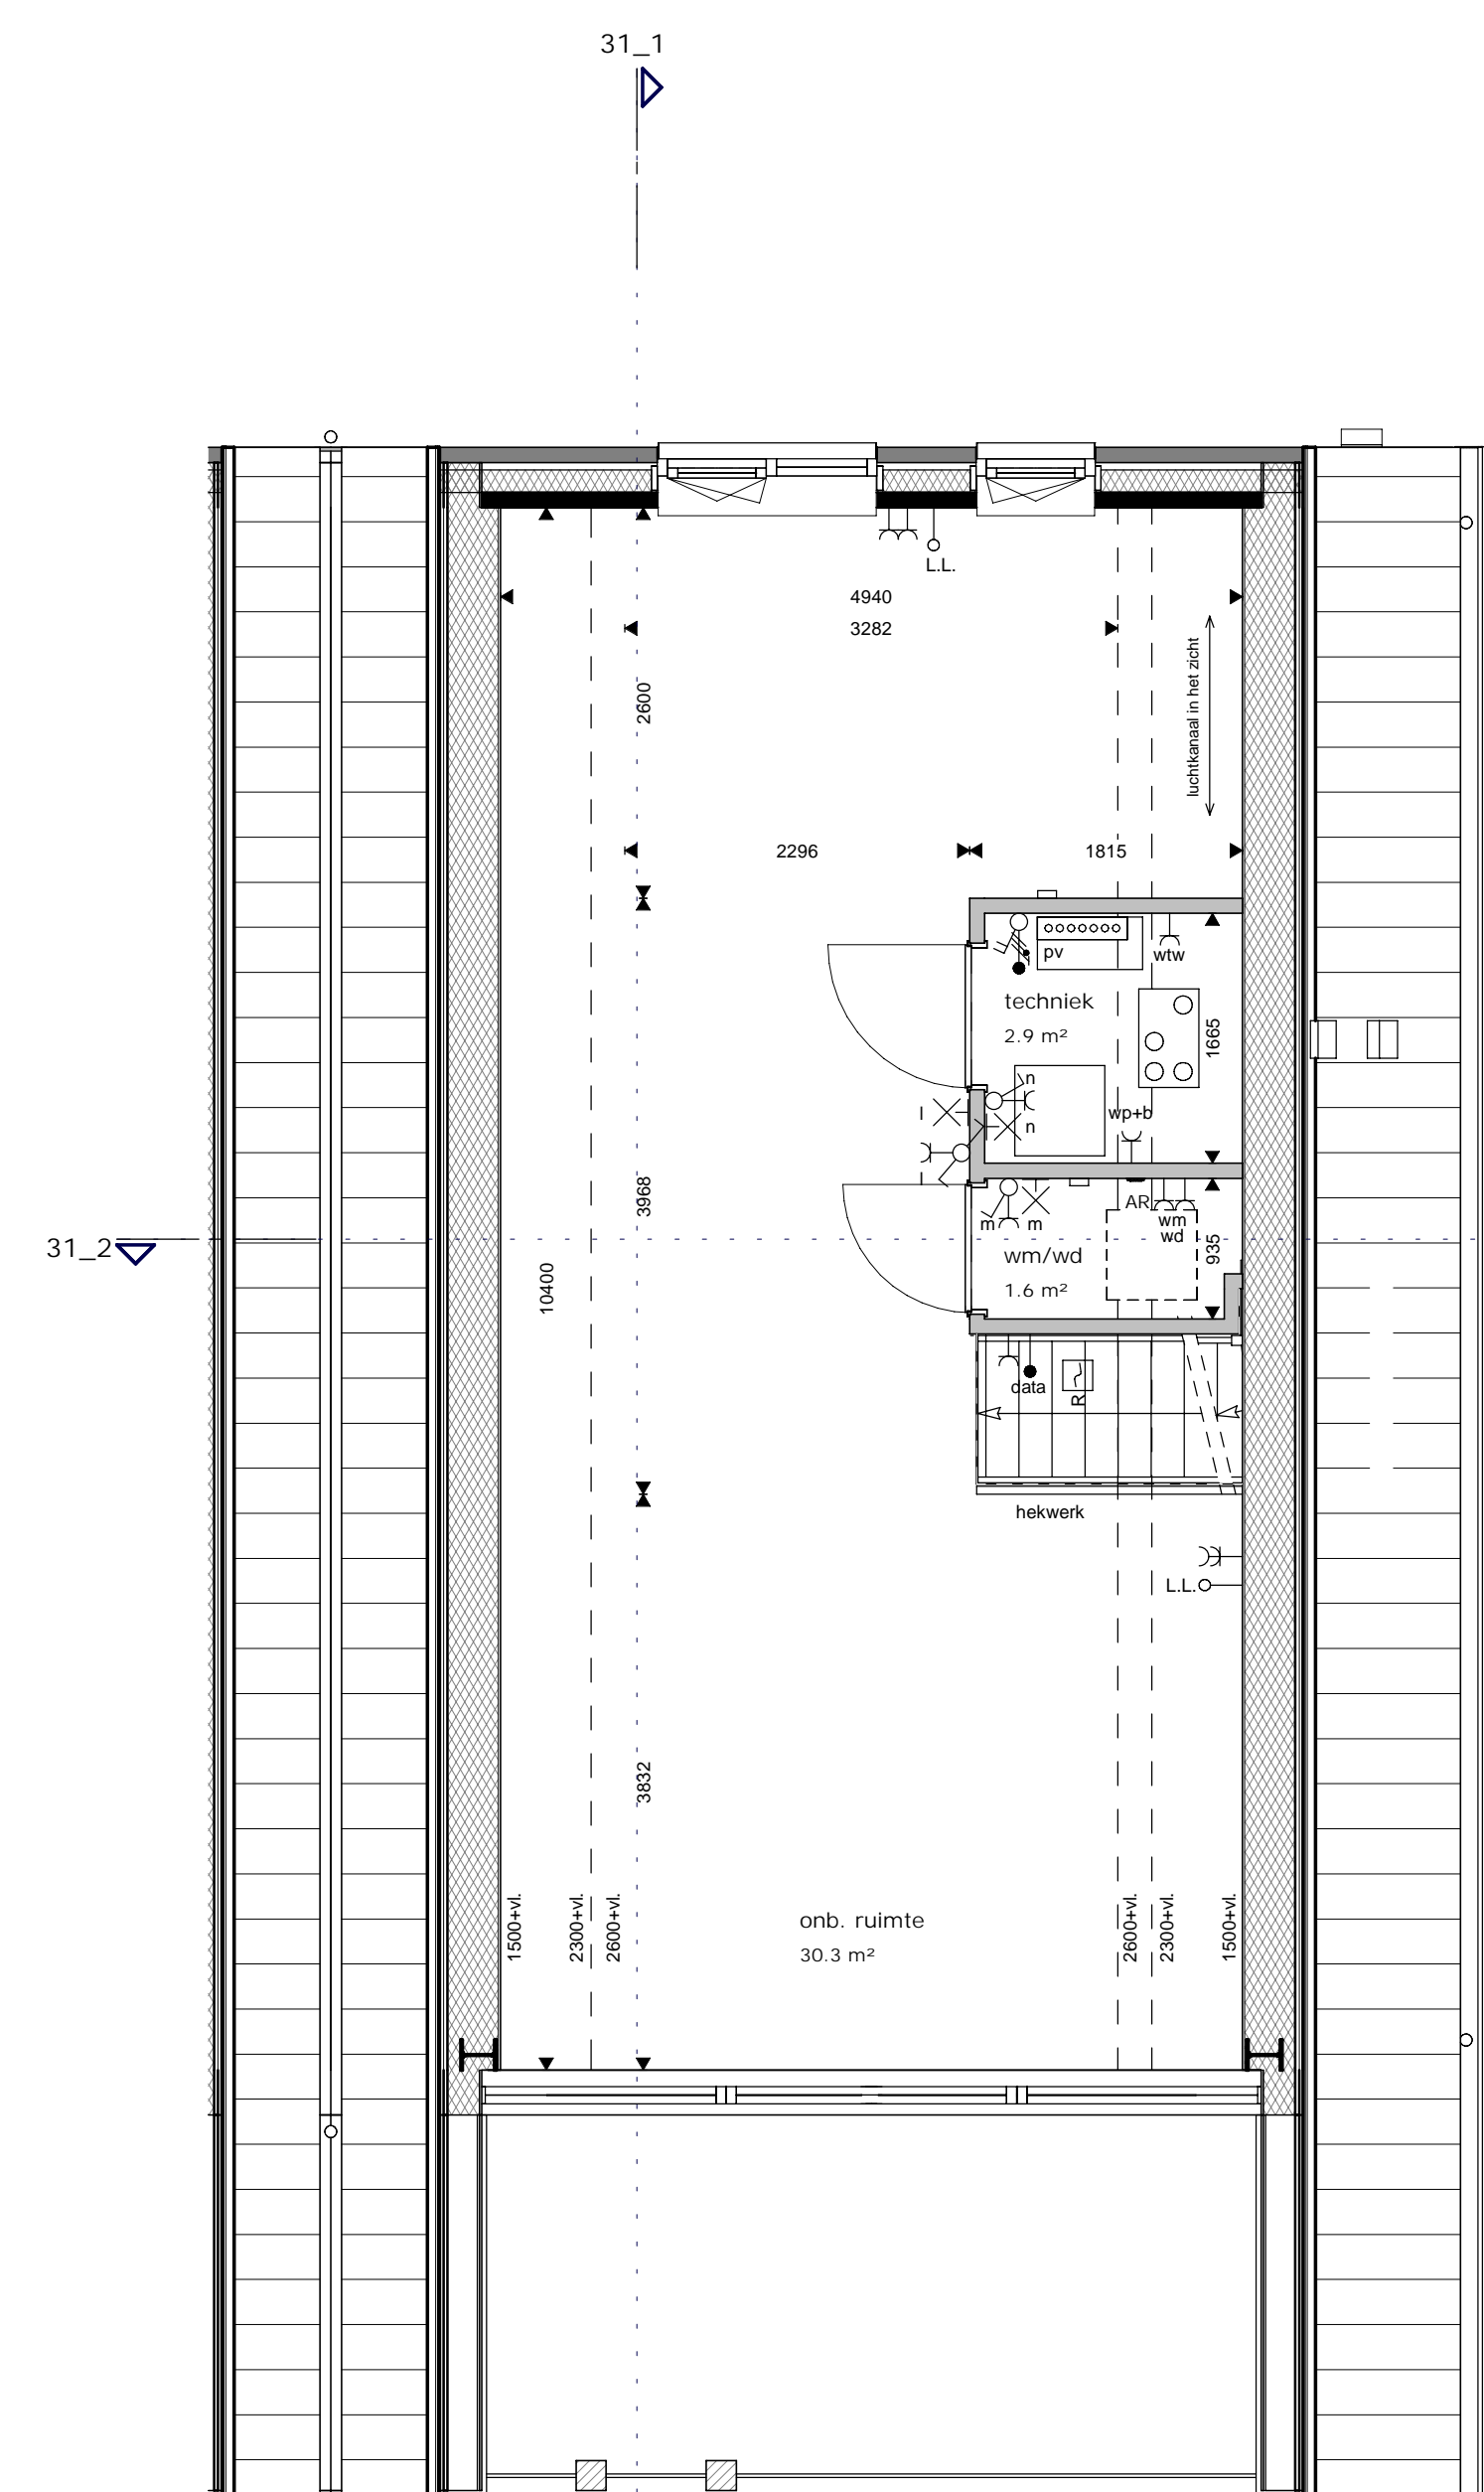 31_1
L.L.
4940
3282
2600
luchtkanaal in het zicht
2296
1815
pv
wtw
techniek
2.9 m²
1665
n
n
wp+b
3968
AR
m
m
wm
wd
31_2
wm/wd
1.6 m²
935
10400
data
R
hekwerk
L.L.
3832
1500+vl.
2300+vl.
2600+vl.
onb. ruimte
30.3 m²
2600+vl.
2300+vl.
1500+vl.